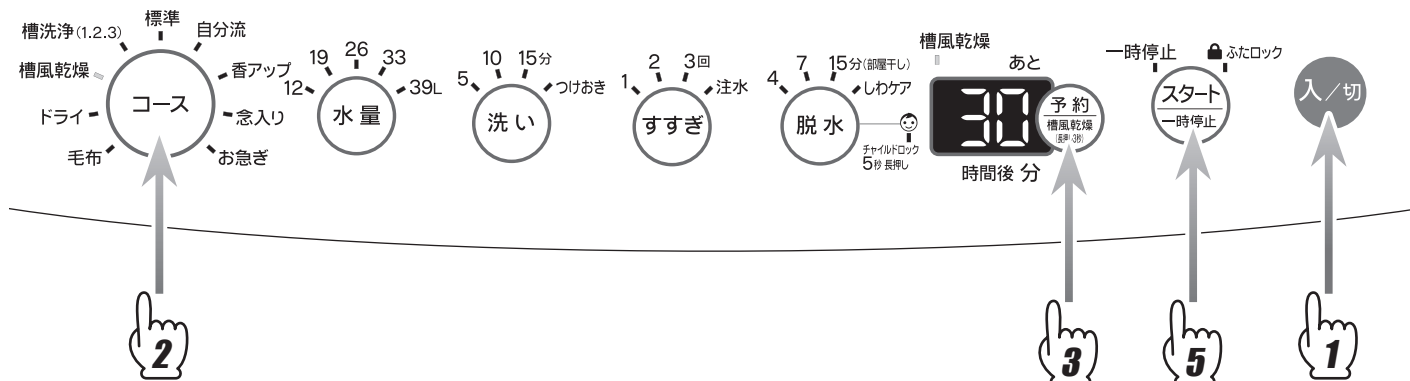 槽洗浄(1.2.3)
標準
自分流
槽風乾燥
香アップ
ドライ
念入り
毛布
お急ぎ
コース
12
19
26
33
39L
水量
5
10
15分
つけおき
洗い
1
2
3回
注水
すすぎ
4
7
15分(部屋干し)
しわケア
脱水
チャイルドロック
5秒 長押し
槽風乾燥
あと
30
時間後 分
予約
槽風乾燥
(長押し3秒)
一時停止
ふたロック
スタート
一時停止
入/切
2
3
5
1